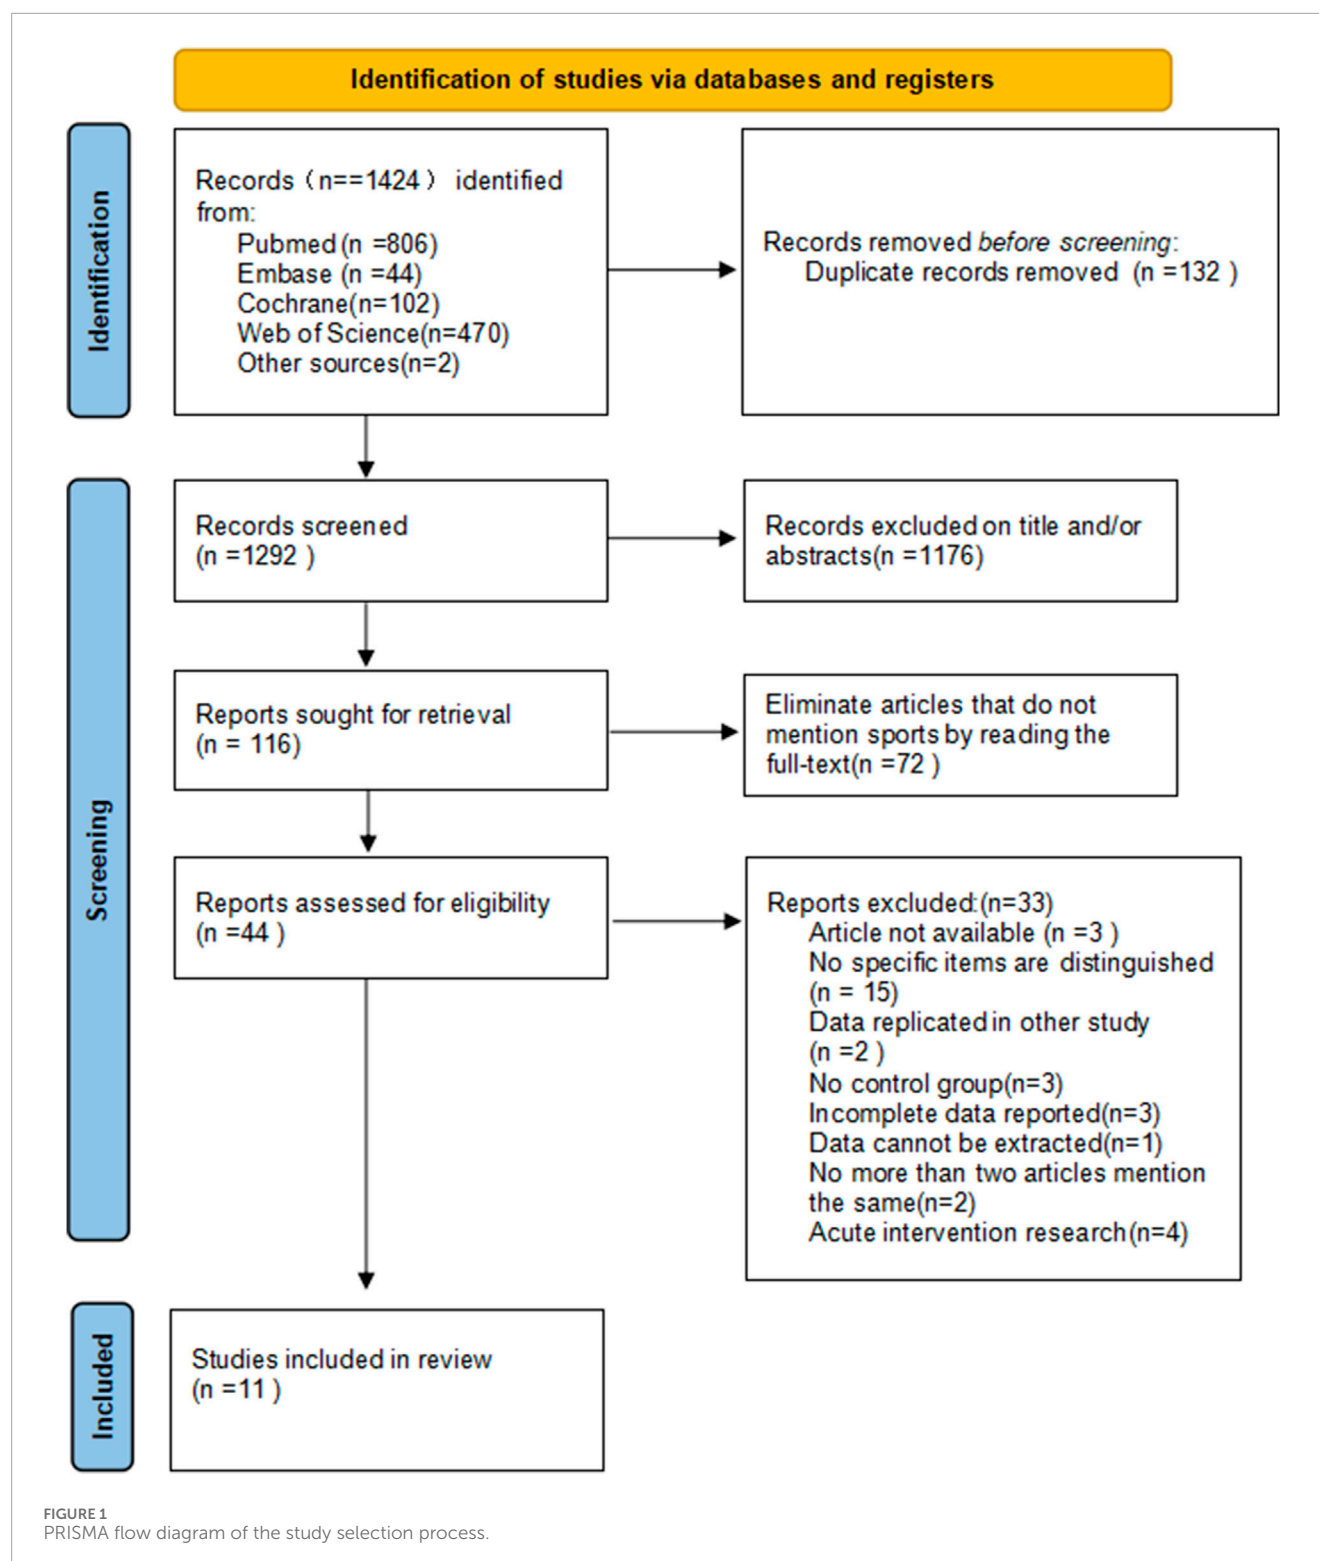 Identification of studies via databases and registers
Identification
Records（n==1424） identified
from:
Pubmed (n =806)
Embase (n =44)
Cochrane(n=102)
Web of Science(n=470)
Other sources(n=2)
Records removed before screening:
Duplicate records removed (n =132 )
Screening
Records screened
(n =1292 )
Records excluded on title and/or
abstracts(n =1176)
Reports sought for retrieval
(n = 116)
Eliminate articles that do not
mention sports by reading the
full-text(n =72 )
Reports assessed for eligibility
(n =44 )
Reports excluded:(n=33)
Article not available (n =3 )
No specific items are distinguished
(n = 15)
Data replicated in other study
(n =2 )
No control group(n=3)
Incomplete data reported(n=3)
Data cannot be extracted(n=1)
No more than two articles mention
the same(n=2)
Acute intervention research(n=4)
Included
Studies included in review
(n =11 )
FIGURE 1
PRISMA flow diagram of the study selection process.